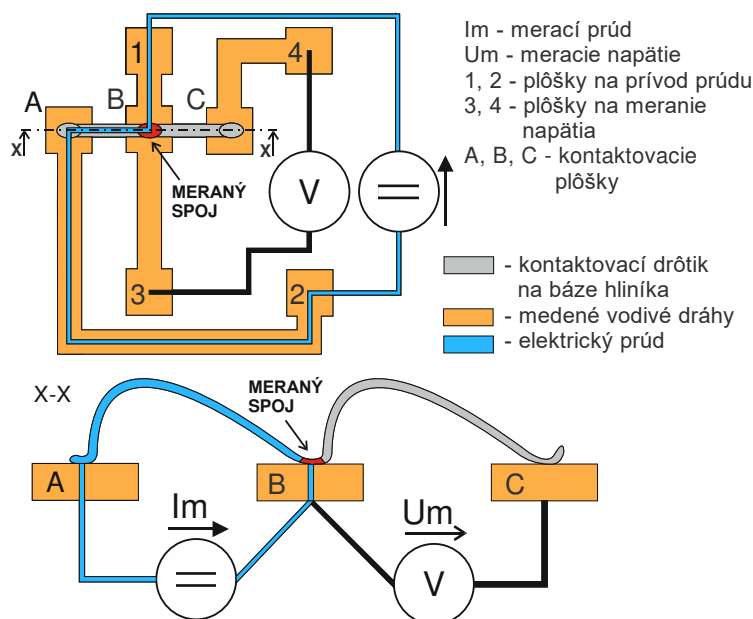 1
4
A
B
C
x
x
MERANÝ
SPOJ
V
3
2
Im - merací prúd
Um - meracie napätie
1, 2 - plôšky na prívod prúdu
3, 4 - plôšky na meranie
napätia
A, B, C - kontaktovacie
plôšky
- kontaktovací drôtik
na báze hliníka
- medené vodivé dráhy
- elektrický prúd
X-X
MERANÝ
SPOJ
A
B
C
Im
Um
V